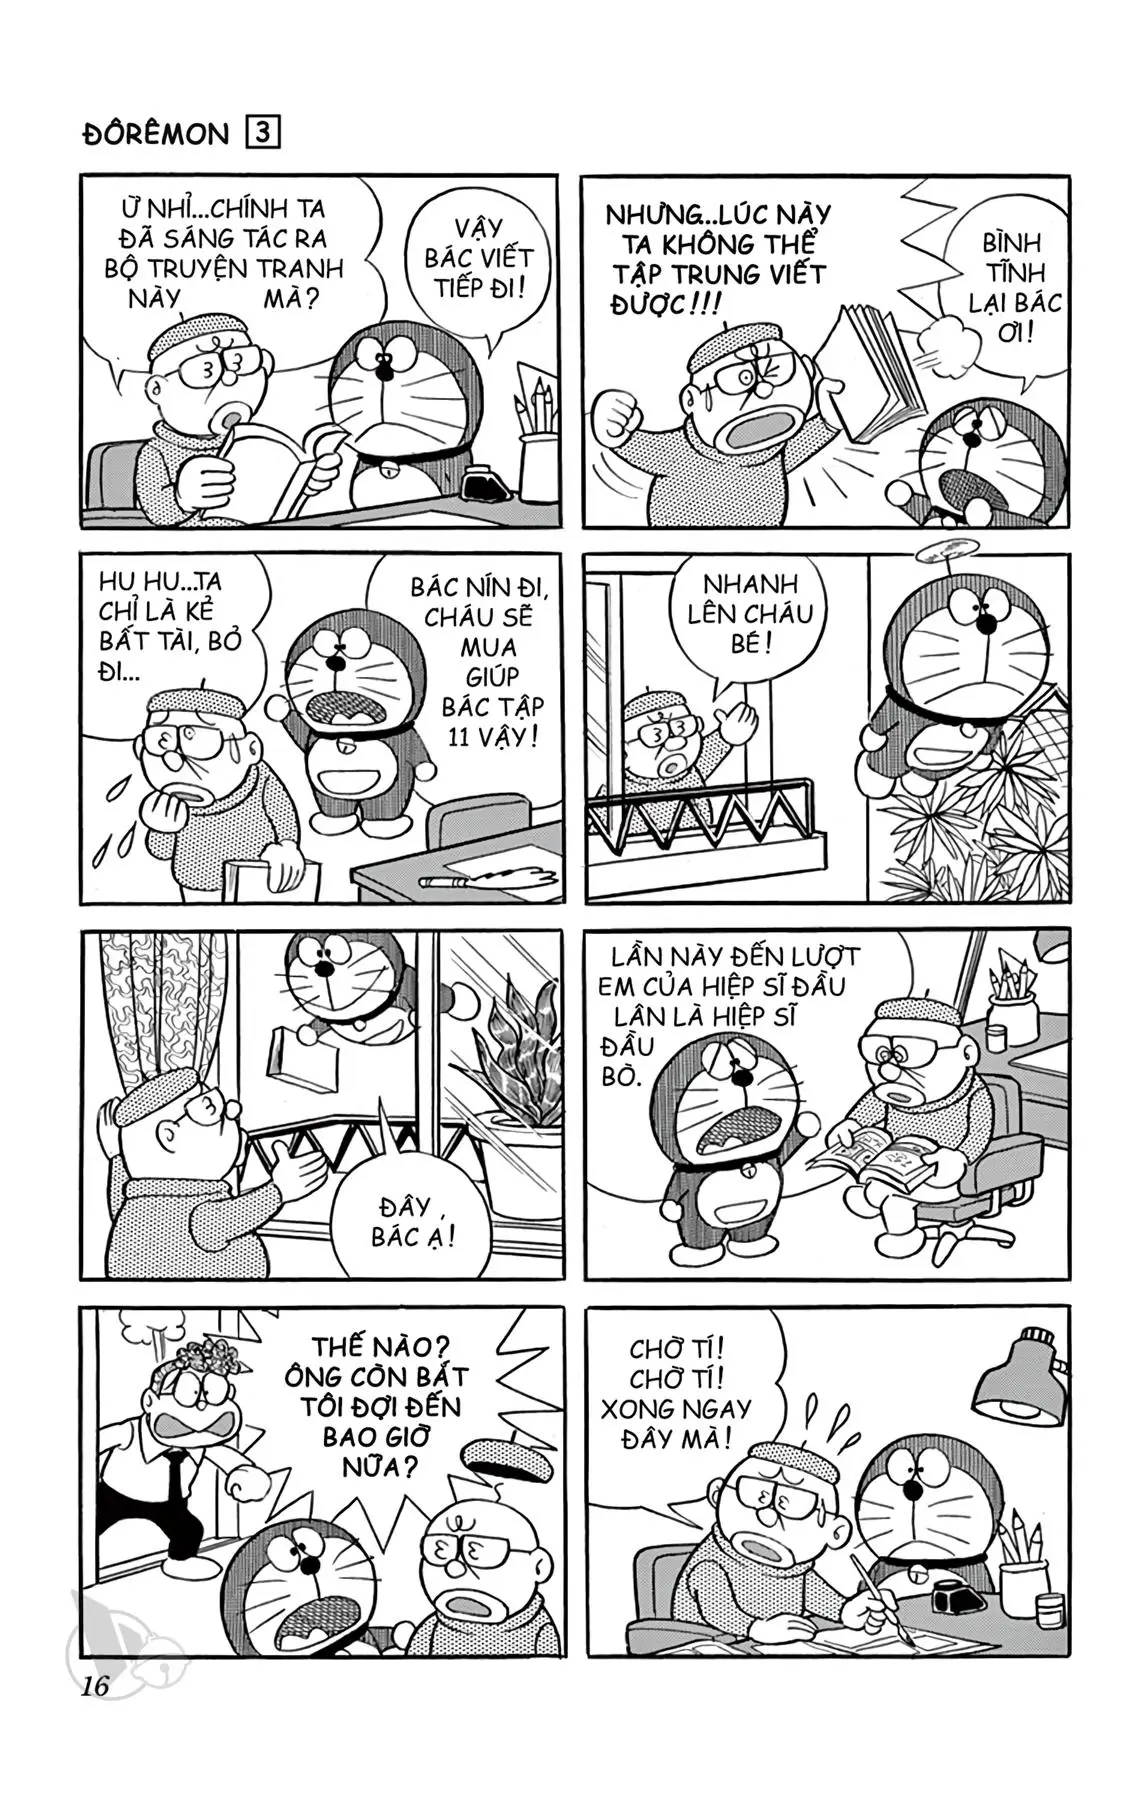 ĐÔRÊMON 3
Ừ NHỈ...CHÍNH TA
ĐÃ SÁNG TÁC RA
BỘ TRUYỆN TRANH
NÀY MÀ?
VẬY
BÁC VIẾT
TIẾP ĐI!
NHƯNG..LÚC NÀY
TA KHÔNG THỂ
TẬP TRUNG VIẾT
ĐƯỢC!!!
BÌNH
TĨNH
LẠI BÁC
ƠI!
HU HU...TA
CHỈ LÀ KẺ
BẤT TÀI, BỎ
ĐI...
BÁC NÍN ĐI,
CHÁU SẼ
MUA
GIÚP
BÁC TẬP
11 VẬY!
NHANH
LÊN CHÁU
BÉ!
ĐÂY,
BÁC Ạ!
LẦN NÀY ĐẾN LƯỢT
EM CỦA HIỆP SĨ ĐẦU
LÂN LÀ HIỆP SĨ
ĐẦU
BÒ.
THẾ NÀO?
ÔNG CÒN BẮT
TÔI ĐỢI ĐẾN
BAO GIỜ
NỮA?
CHỜ TÍ!
CHỜ TÍ!
XONG NGAY
ĐÂY MÀ!
16